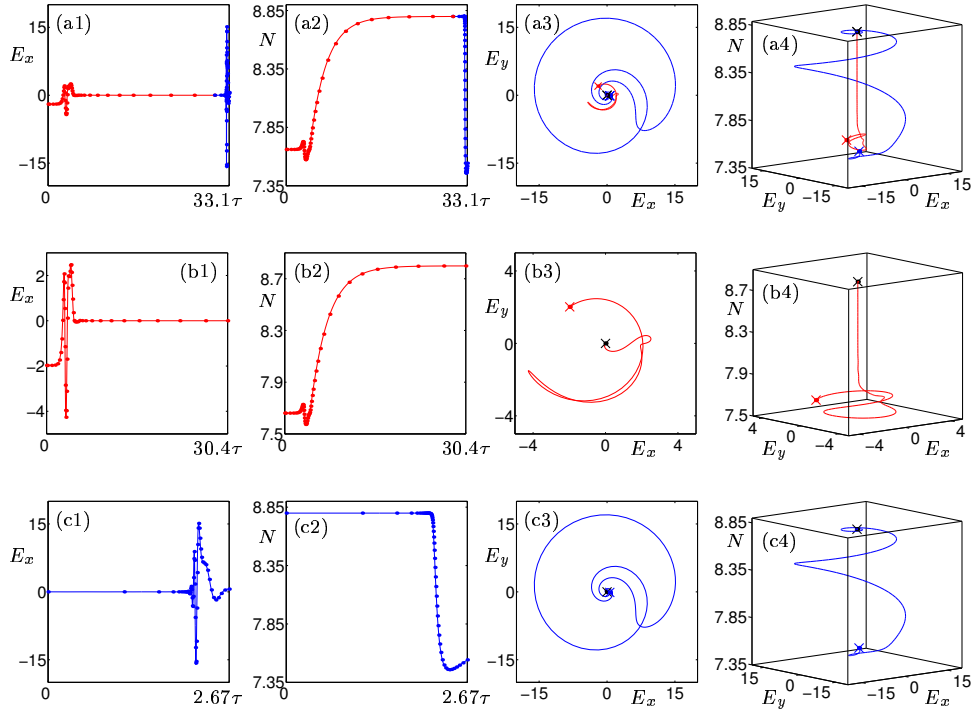 (a1)
E_x
15
0
−15
0
33.1τ
(a2)
N
8.85
8.35
7.85
7.35
0
33.1τ
(a3)
E_y
15
0
−15
−15
0
15
E_x
(a4)
N
8.85
8.35
7.85
7.35
15
0
−15
E_y
−15
0
15
E_x
(b1)
E_x
2
0
−2
−4
0
30.4τ
(b2)
N
8.7
8.3
7.9
7.5
0
30.4τ
(b3)
E_y
4
0
−4
−4
0
4
E_x
(b4)
N
8.7
8.3
7.9
7.5
4
0
−4
E_y
−4
0
4
E_x
(c1)
E_x
15
0
−15
0
2.67τ
(c2)
N
8.85
8.35
7.85
7.35
0
2.67τ
(c3)
E_y
15
0
−15
−15
0
15
E_x
(c4)
N
8.85
8.35
7.85
7.35
15
0
−15
E_y
−15
0
15
E_x